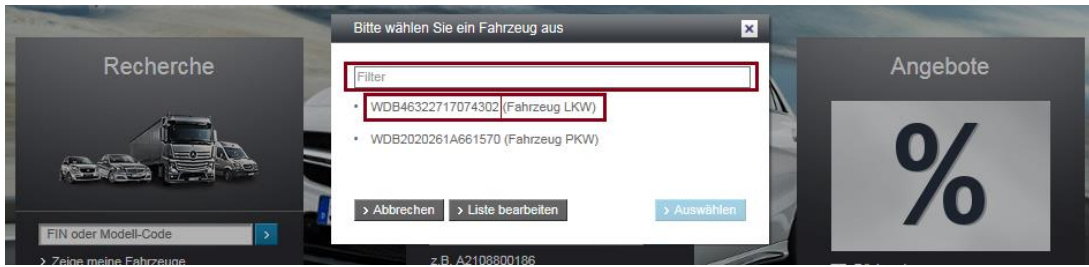 Bitte wählen Sie ein Fahrzeug aus
Recherche
Angebote
Filter
WDB46322717074302 (Fahrzeug LKW)
WDB2020261A661570 (Fahrzeug PKW)
%
> Abbrechen
> Liste bearbeiten
> Auswählen
FIN oder Modell-Code
> Zeige meine Fahrzeuge
z.B. A2108800186